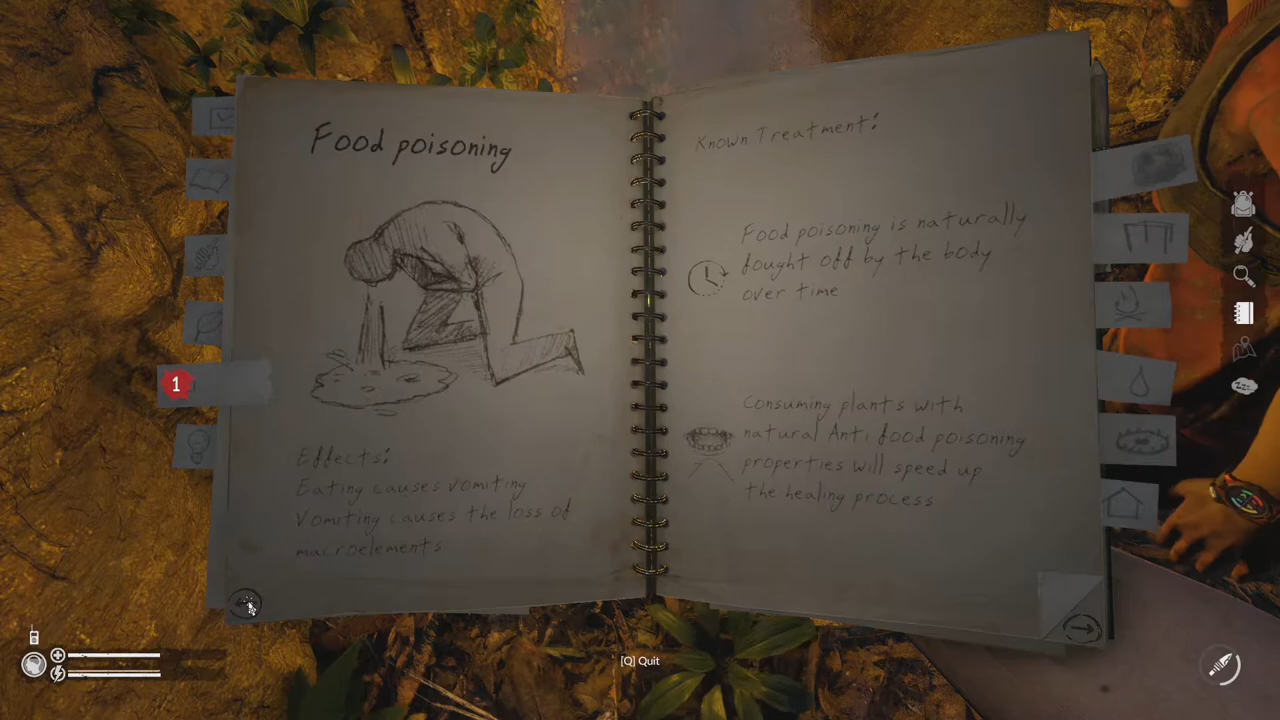 Food poisoning
Effects:
Eating causes vomiting
Vomiting causes the loss of
macroelements
Known Treatment:
Food poisoning is naturally
fought off by the body
over time
Consuming plants with
natural Anti food poisoning
properties will speed up
the healing process
1
Zzz
[Q] Quit